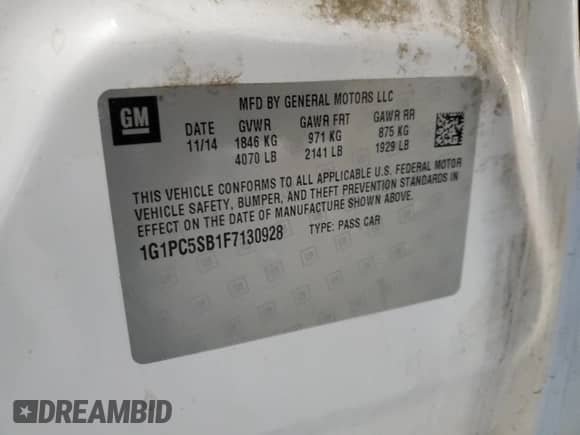 GM
MFD BY GENERAL MOTORS LLC
DATE GVWR GAWR FRT GAWR RR
11/14 1846 KG 971 KG 875 KG
4070 LB 2141 LB 1929 LB
THIS VEHICLE CONFORMS TO ALL APPLICABLE U.S. FEDERAL MOTOR
VEHICLE SAFETY, BUMPER, AND THEFT PREVENTION STANDARDS IN
EFFECT ON THE DATE OF MANUFACTURE SHOWN ABOVE.
1G1PC5SB1F7130928 TYPE: PASS CAR
DREAMBID